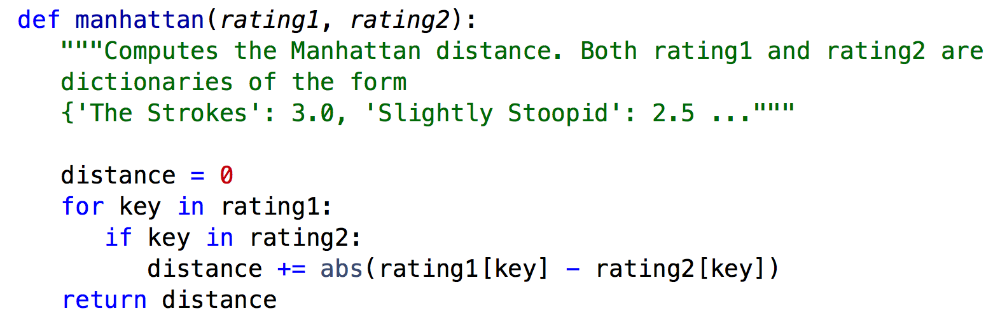 def manhattan(rating1, rating2):
   """Computes the Manhattan distance. Both rating1 and rating2 are
   dictionaries of the form
   {'The Strokes': 3.0, 'Slightly Stoopid': 2.5 ..."""

   distance = 0
   for key in rating1:
      if key in rating2:
         distance += abs(rating1[key] - rating2[key])
   return distance